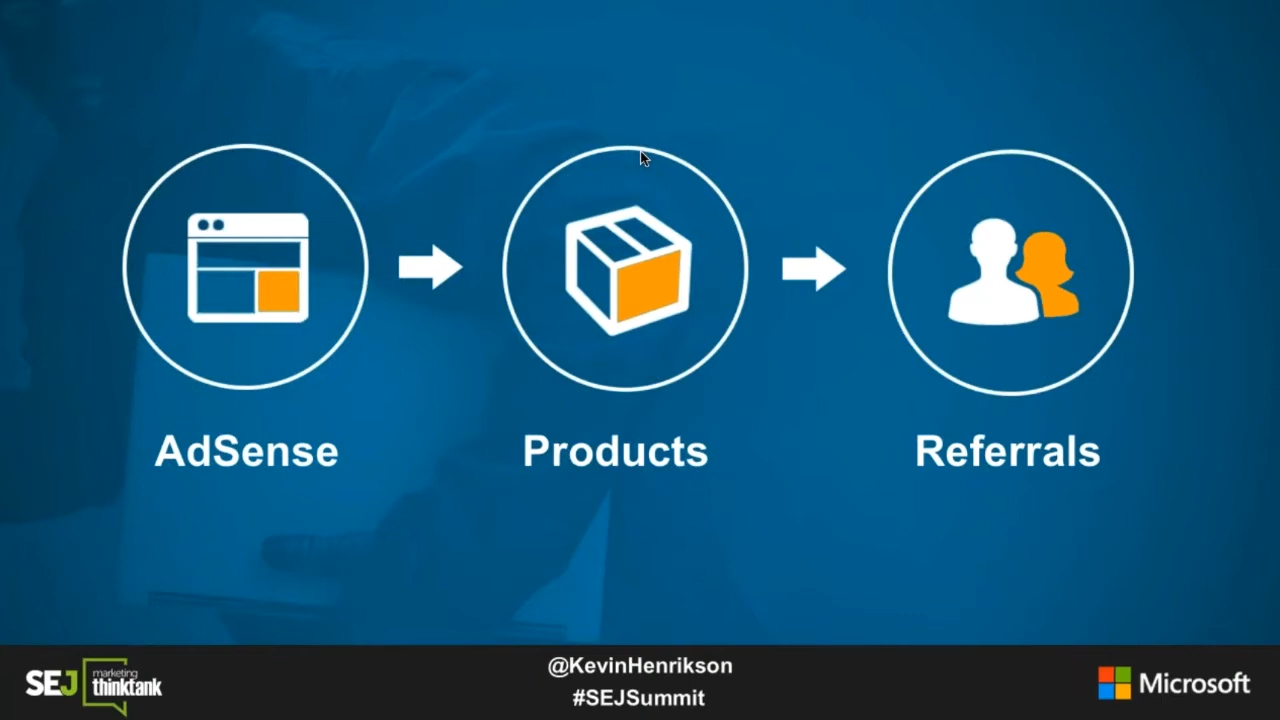 AdSense
Products
Referrals
SEJ
marketing
thinktank
@KevinHenrikson
#SEJSummit
Microsoft